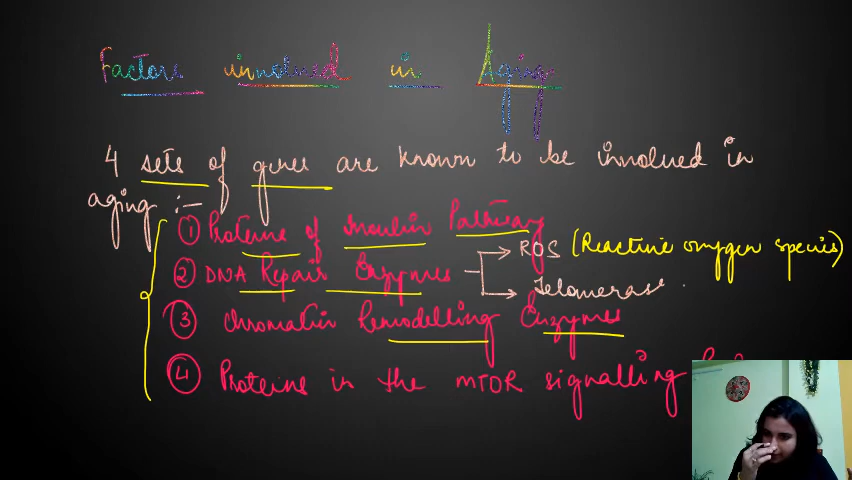 Factors involved in Aging
4 sets of genes are known to be involved in
aging :-
① Proteins of Insulin Pathway
② DNA Repair Enzymes → ROS (Reactive oxygen species)
→ Telomerase
③ Chromatin Remodelling Enzymes
④ Proteins in the mTOR signalling